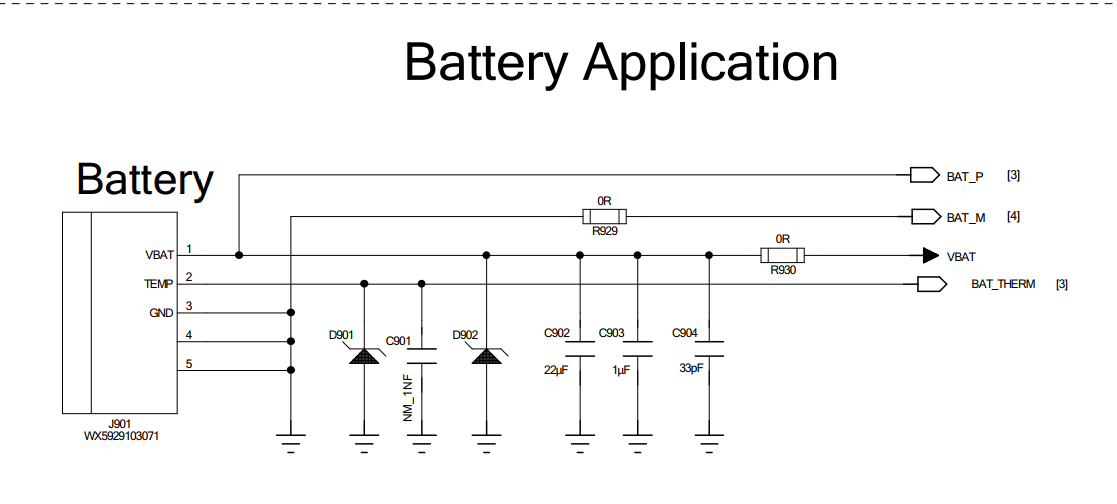 Battery Application
Battery
BAT_P [3]
0R
R929
BAT_M [4]
VBAT 1
0R
R930
VBAT
TEMP 2
BAT_THERM [3]
GND 3
4
5
D901
C901
NM_1NF
D902
C902
22µF
C903
1µF
C904
33pF
J901
WX5929103071